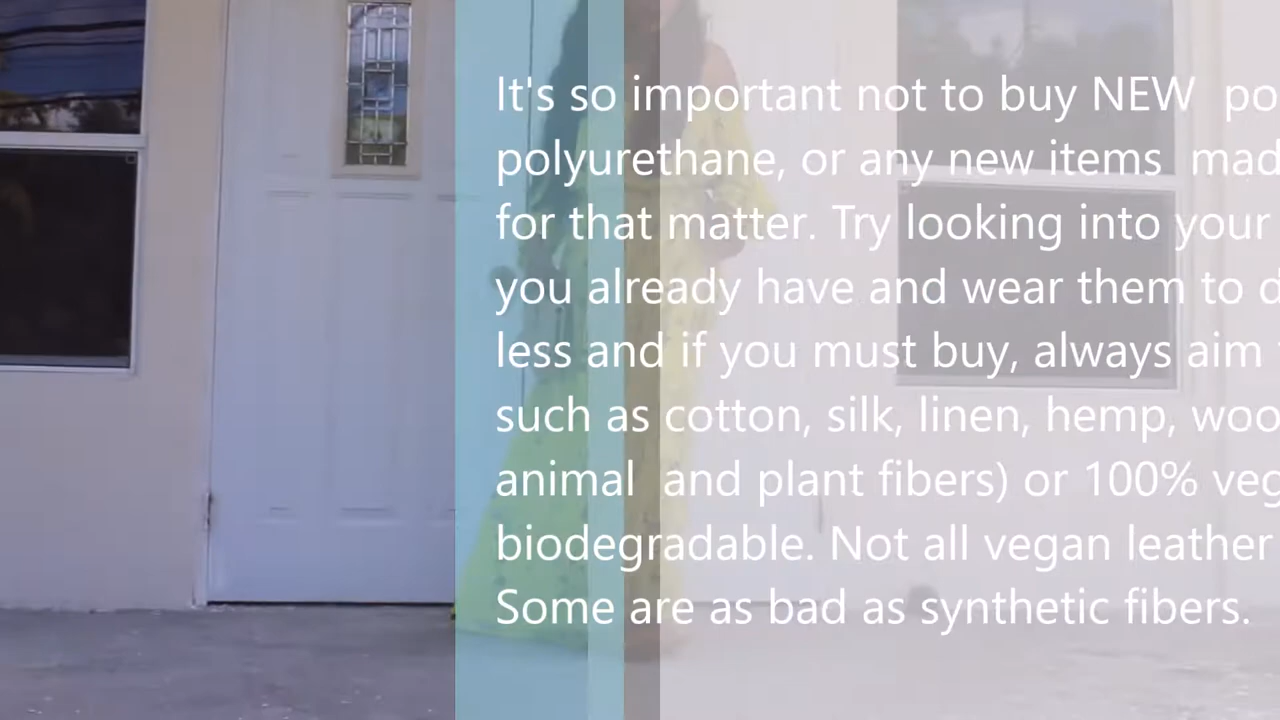 It's so important not to buy NEW po
polyurethane, or any new items made
for that matter. Try looking into your
you already have and wear them to d
less and if you must buy, always aim
such as cotton, silk, linen, hemp, woo
animal and plant fibers) or 100% veg
biodegradable. Not all vegan leather
Some are as bad as synthetic fibers.